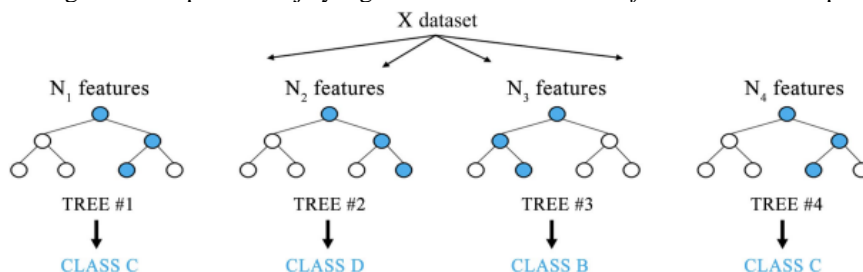 X dataset
N₁ features N₂ features N₃ features N₄ features
TREE #1 TREE #2 TREE #3 TREE #4
CLASS C CLASS D CLASS B CLASS C